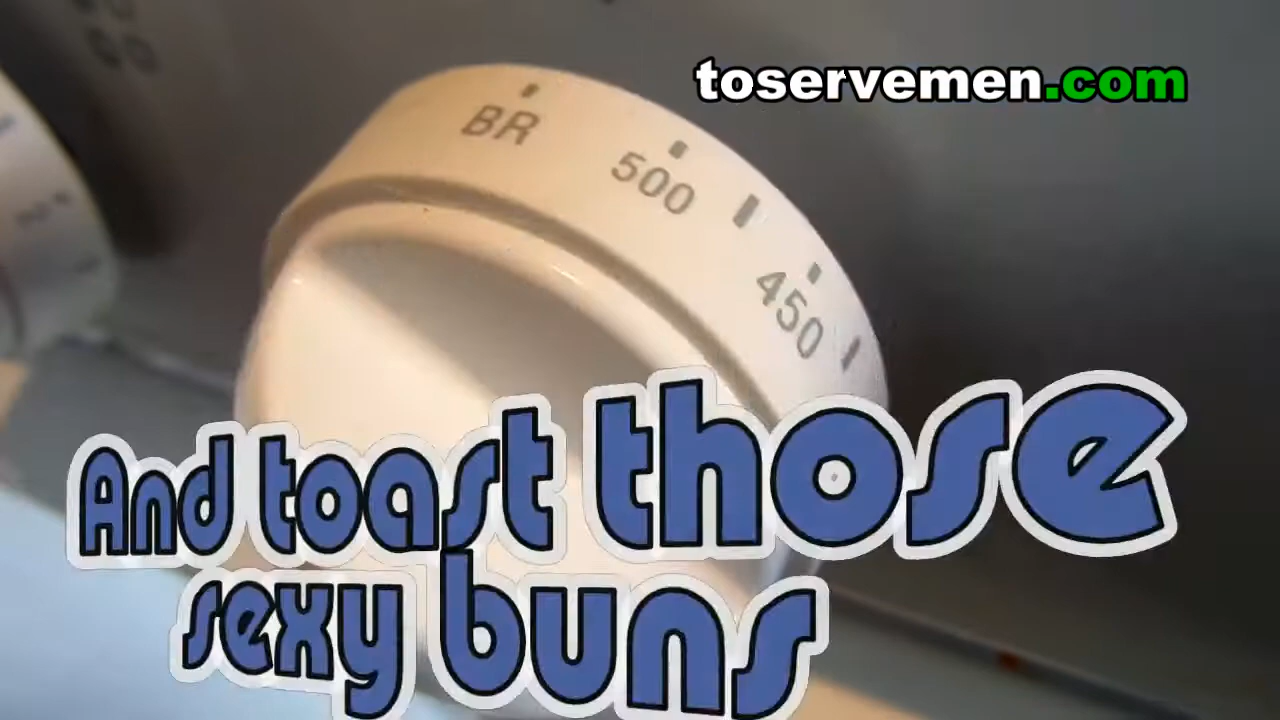 toservemen.com
BR
500
450
And toast those
sexy buns